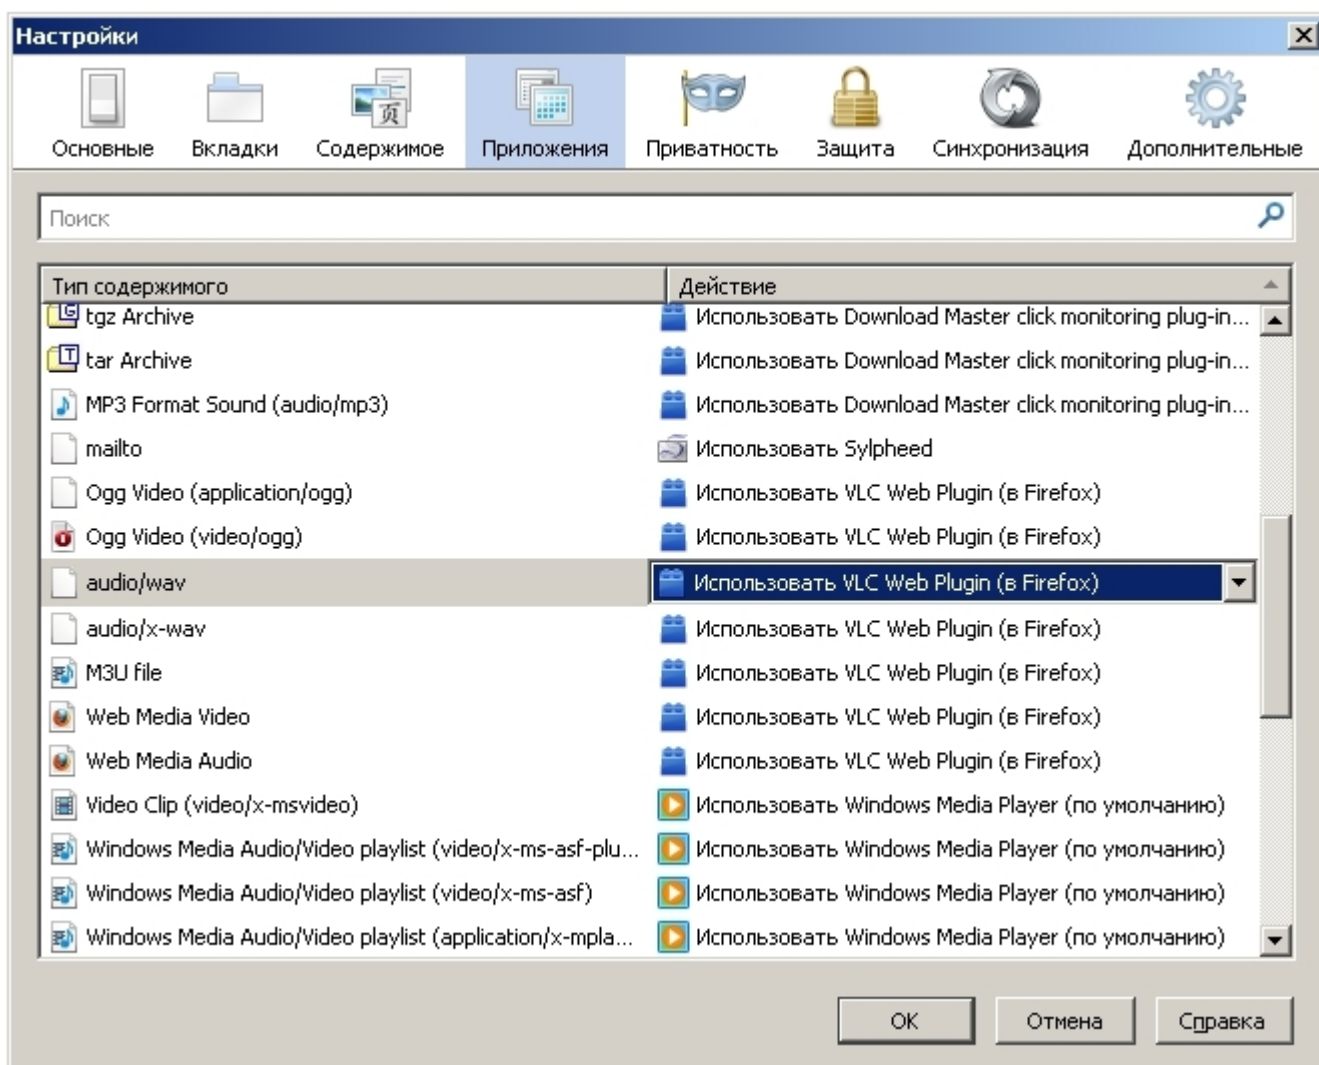 Настройки
Основные Вкладки Содержимое Приложения Приватность Защита Синхронизация Дополнительные
Поиск
Тип содержимого Действие
tgz Archive Использовать Download Master click monitoring plug-in...
tar Archive Использовать Download Master click monitoring plug-in...
MP3 Format Sound (audio/mp3) Использовать Download Master click monitoring plug-in...
mailto Использовать Sylpheed
Ogg Video (application/ogg) Использовать VLC Web Plugin (в Firefox)
Ogg Video (video/ogg) Использовать VLC Web Plugin (в Firefox)
audio/wav Использовать VLC Web Plugin (в Firefox)
audio/x-wav Использовать VLC Web Plugin (в Firefox)
M3U file Использовать VLC Web Plugin (в Firefox)
Web Media Video Использовать VLC Web Plugin (в Firefox)
Web Media Audio Использовать VLC Web Plugin (в Firefox)
Video Clip (video/x-msvideo) Использовать Windows Media Player (по умолчанию)
Windows Media Audio/Video playlist (video/x-ms-asf-plu... Использовать Windows Media Player (по умолчанию)
Windows Media Audio/Video playlist (video/x-ms-asf) Использовать Windows Media Player (по умолчанию)
Windows Media Audio/Video playlist (application/x-mpla... Использовать Windows Media Player (по умолчанию)
OK Отмена Справка